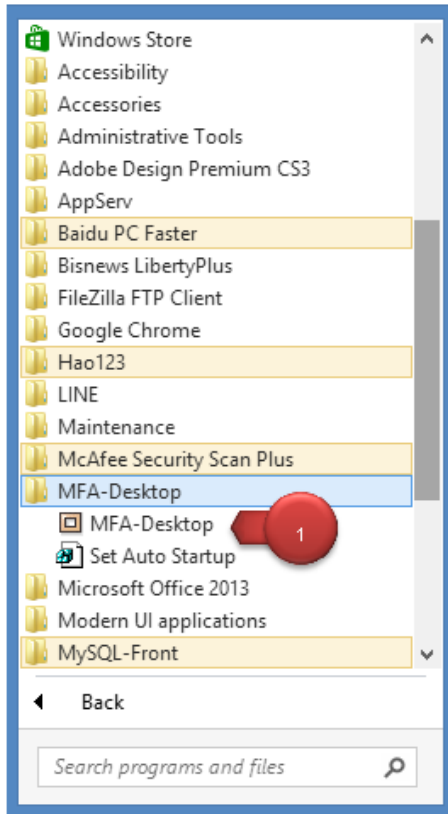 Windows Store
Accessibility
Accessories
Administrative Tools
Adobe Design Premium CS3
AppServ
Baidu PC Faster
Bisnews LibertyPlus
FileZilla FTP Client
Google Chrome
Hao123
LINE
Maintenance
McAfee Security Scan Plus
MFA-Desktop
MFA-Desktop 1
Set Auto Startup
Microsoft Office 2013
Modern UI applications
MySQL-Front
Back
Search programs and files